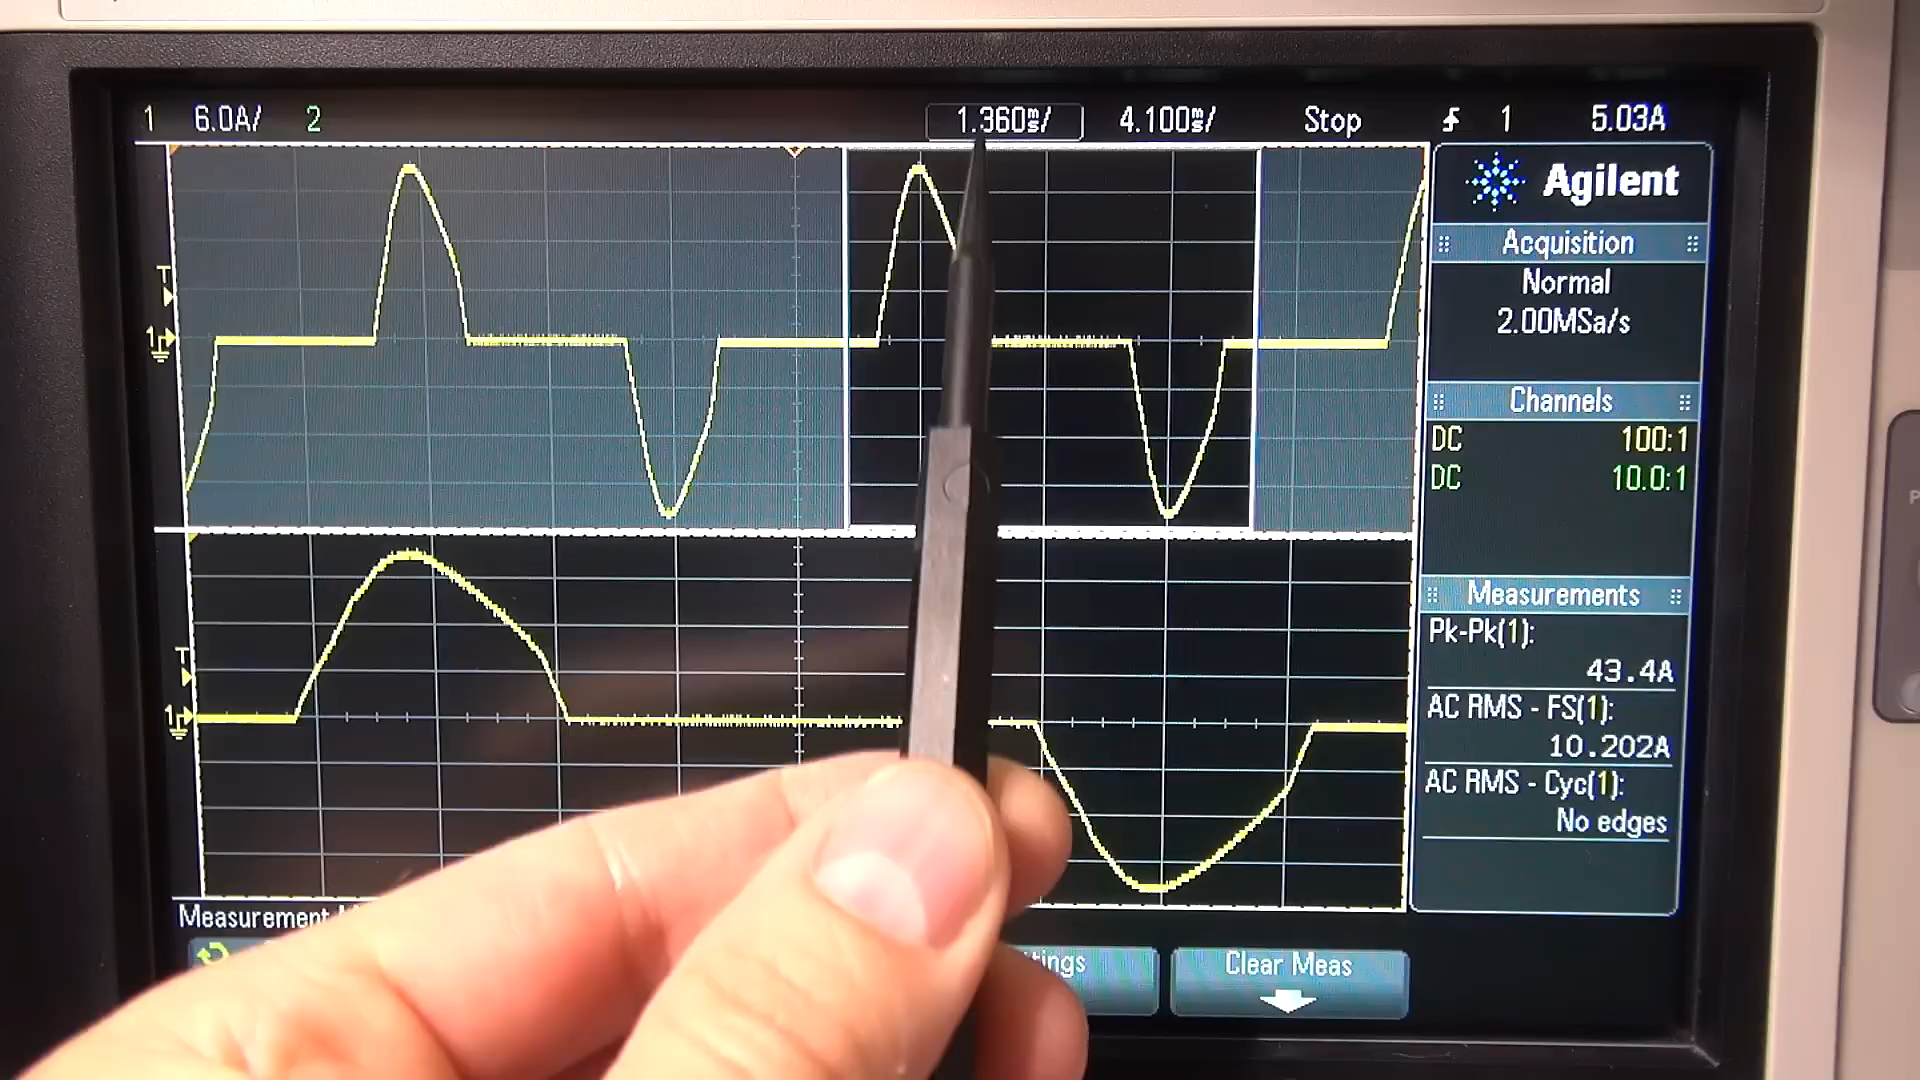 1 6.0A/ 2 1.360ms/ 4.100ms/ Stop 1 5.03A
Agilent
Acquisition
Normal
2.00MSa/s
Channels
DC 100:1
DC 10.0:1
Measurements
Pk-Pk(1):
43.4A
AC RMS - FS(1):
10.202A
AC RMS - Cyc(1):
No edges
T
1
T
1
Measurement
Clear Meas